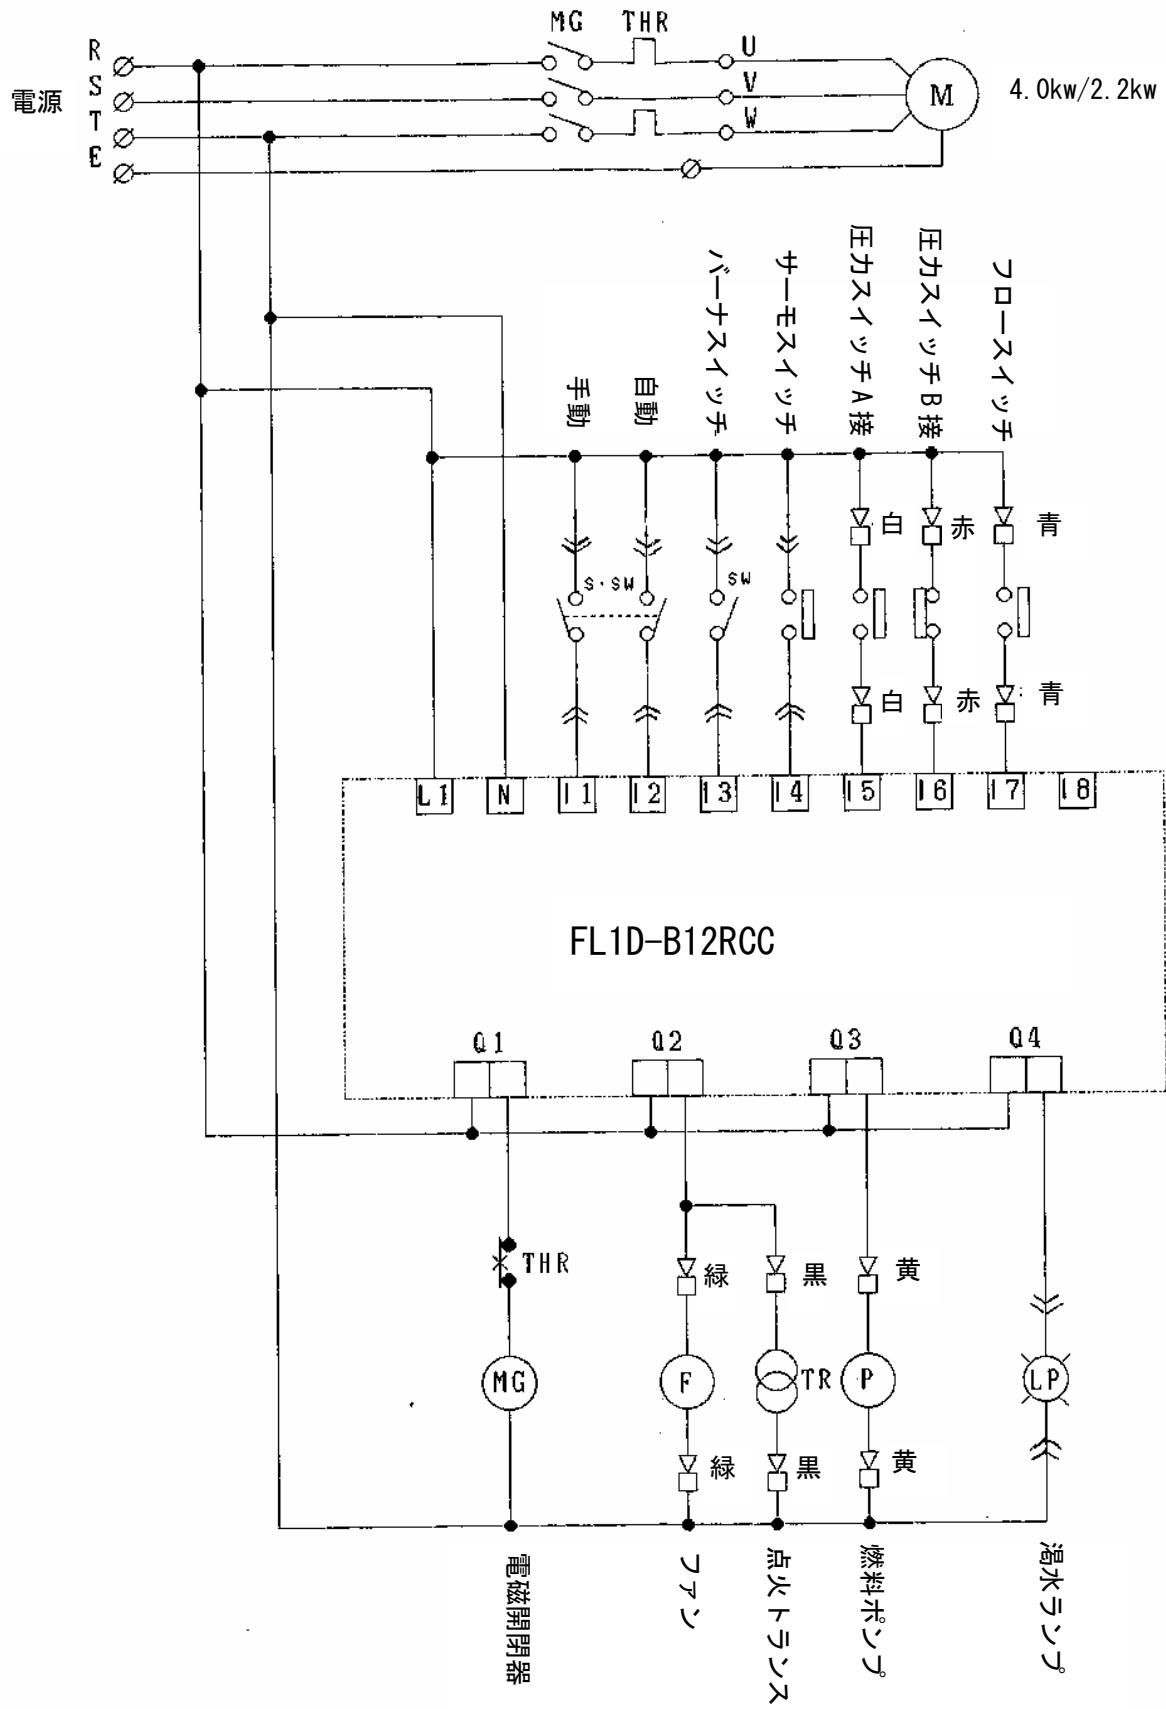 MG THR
R
S
T
E
電源
U
V
W
M
4.0kw/2.2kw
手動
自動
バーナスイッチ
サーモスイッチ
圧力スイッチA接
圧力スイッチB接
フロースイッチ
白
赤
青
S・SW
SW
白
赤
青
L1
N
I1
I2
I3
I4
I5
I6
I7
I8
FL1D-B12RCC
Q1
Q2
Q3
Q4
THR
緑
黒
黄
MG
F
TR
P
LP
緑
黒
黄
電磁開閉器
ファン
点火トランス
燃料ポンプ
渇水ランプ